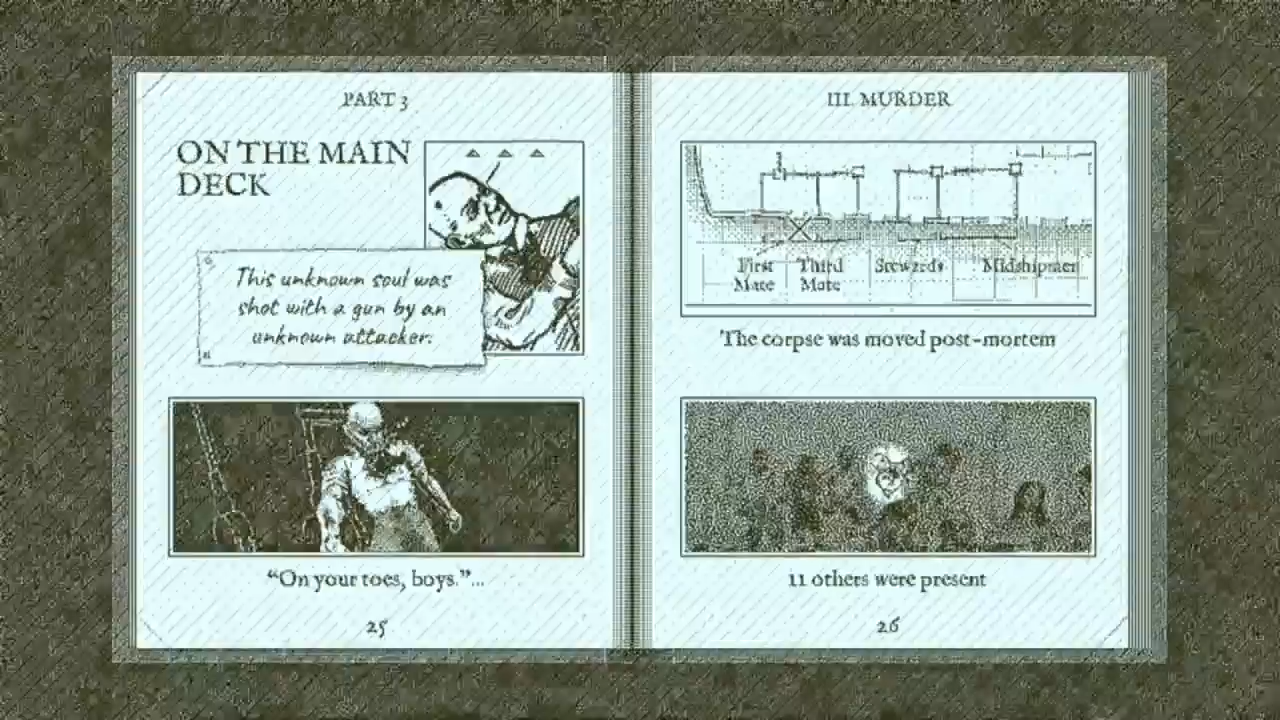 PART 3
ON THE MAIN
DECK
This unknown soul was
shot with a gun by an
unknown attacker.
“On your toes, boys.”...
25
III. MURDER
First Third Stewards Midshipmen
Mate Mate
The corpse was moved post-mortem
11 others were present
26